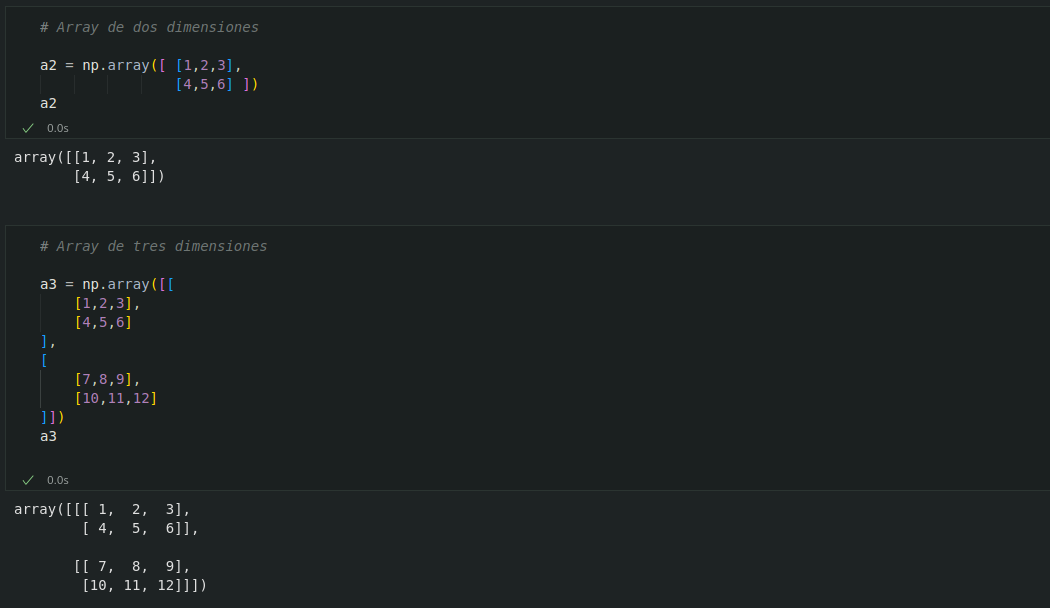 # Array de dos dimensiones
a2 = np.array([ [1,2,3],
                [4,5,6] ])
a2
0.0s
array([[1, 2, 3],
       [4, 5, 6]])
# Array de tres dimensiones
a3 = np.array([[
    [1,2,3],
    [4,5,6]
],
[
    [7,8,9],
    [10,11,12]
]])
a3
0.0s
array([[[ 1,  2,  3],
        [ 4,  5,  6]],
       [[ 7,  8,  9],
        [10, 11, 12]]])